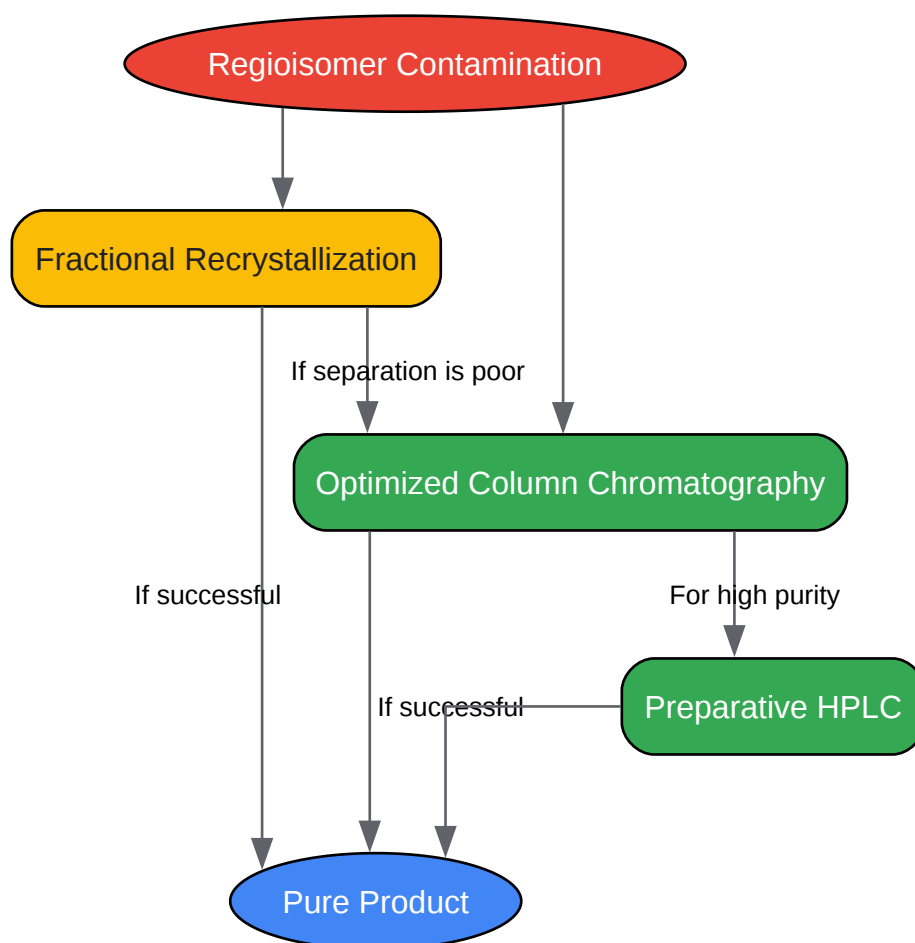 Regioisomer Contamination
Fractional Recrystallization
If separation is poor
Optimized Column Chromatography
If successful
For high purity
If successful
Preparative HPLC
Pure Product